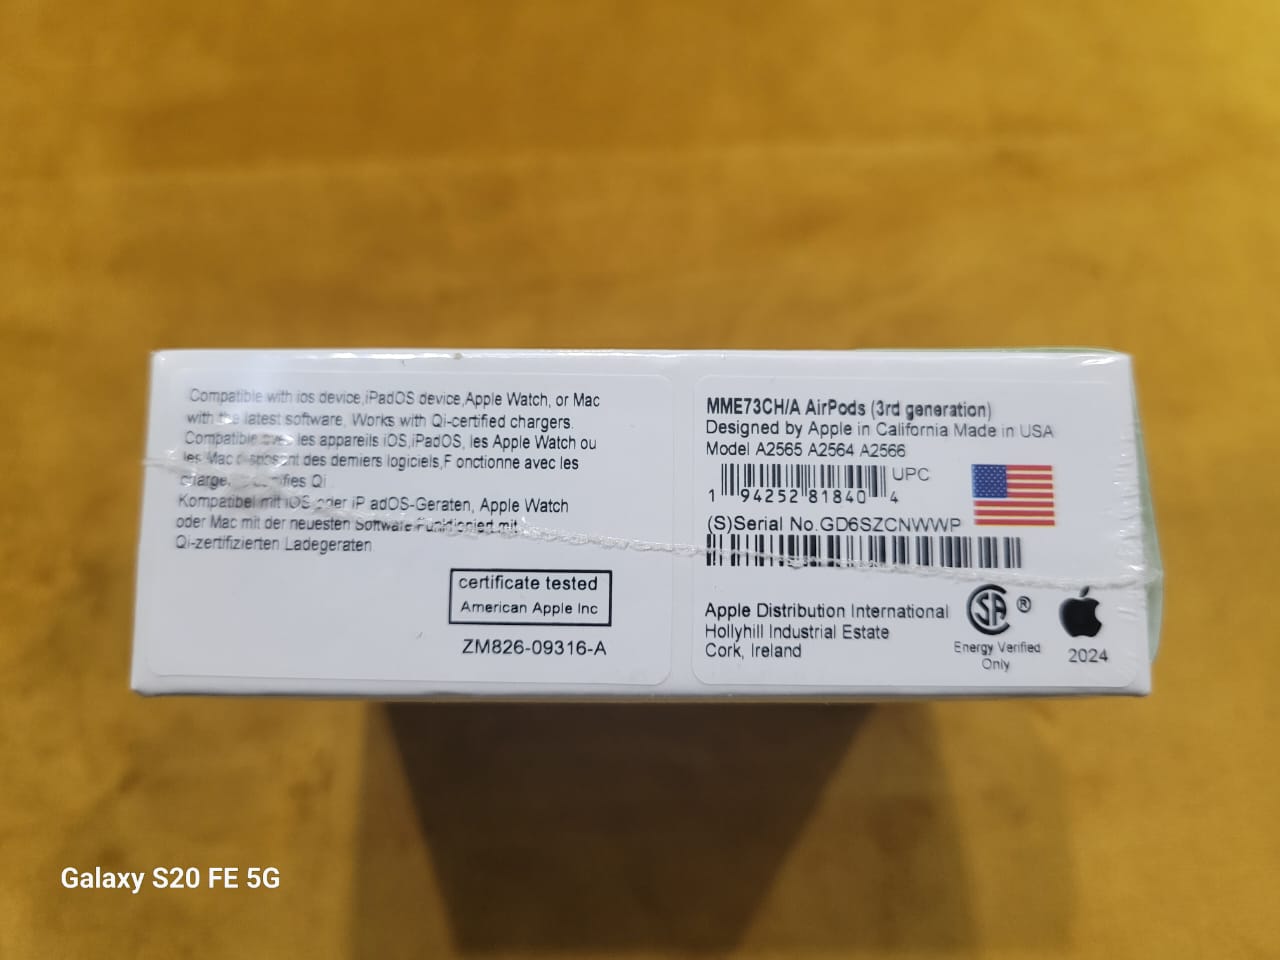 Compatible with ios device,iPadOS device,Apple Watch, or Mac
with the latest software, Works with Qi-certified chargers.
Compatible avec les appareils iOS,iPadOS, les Apple Watch ou
les Mac disposant des demiers logiciels,F onctionne avec les
Qi
Kompatibel mit iOS oder iP adOS-Geraten, Apple Watch
oder Mac mit der neuesten Software Funktioniert mit
Qi-zertifizierten Ladegeraten
certificate tested
American Apple Inc
ZM826-09316-A
MME73CH/A AirPods (3rd generation)
Designed by Apple in California Made in USA
Model A2565 A2564 A2566
UPC
1 94252 81840 4
(S)Serial No.GD6SZCNWWP
Apple Distribution International
Hollyhill Industrial Estate
Cork, Ireland
SA ®
Energy Verified
Only
2024
Galaxy S20 FE 5G